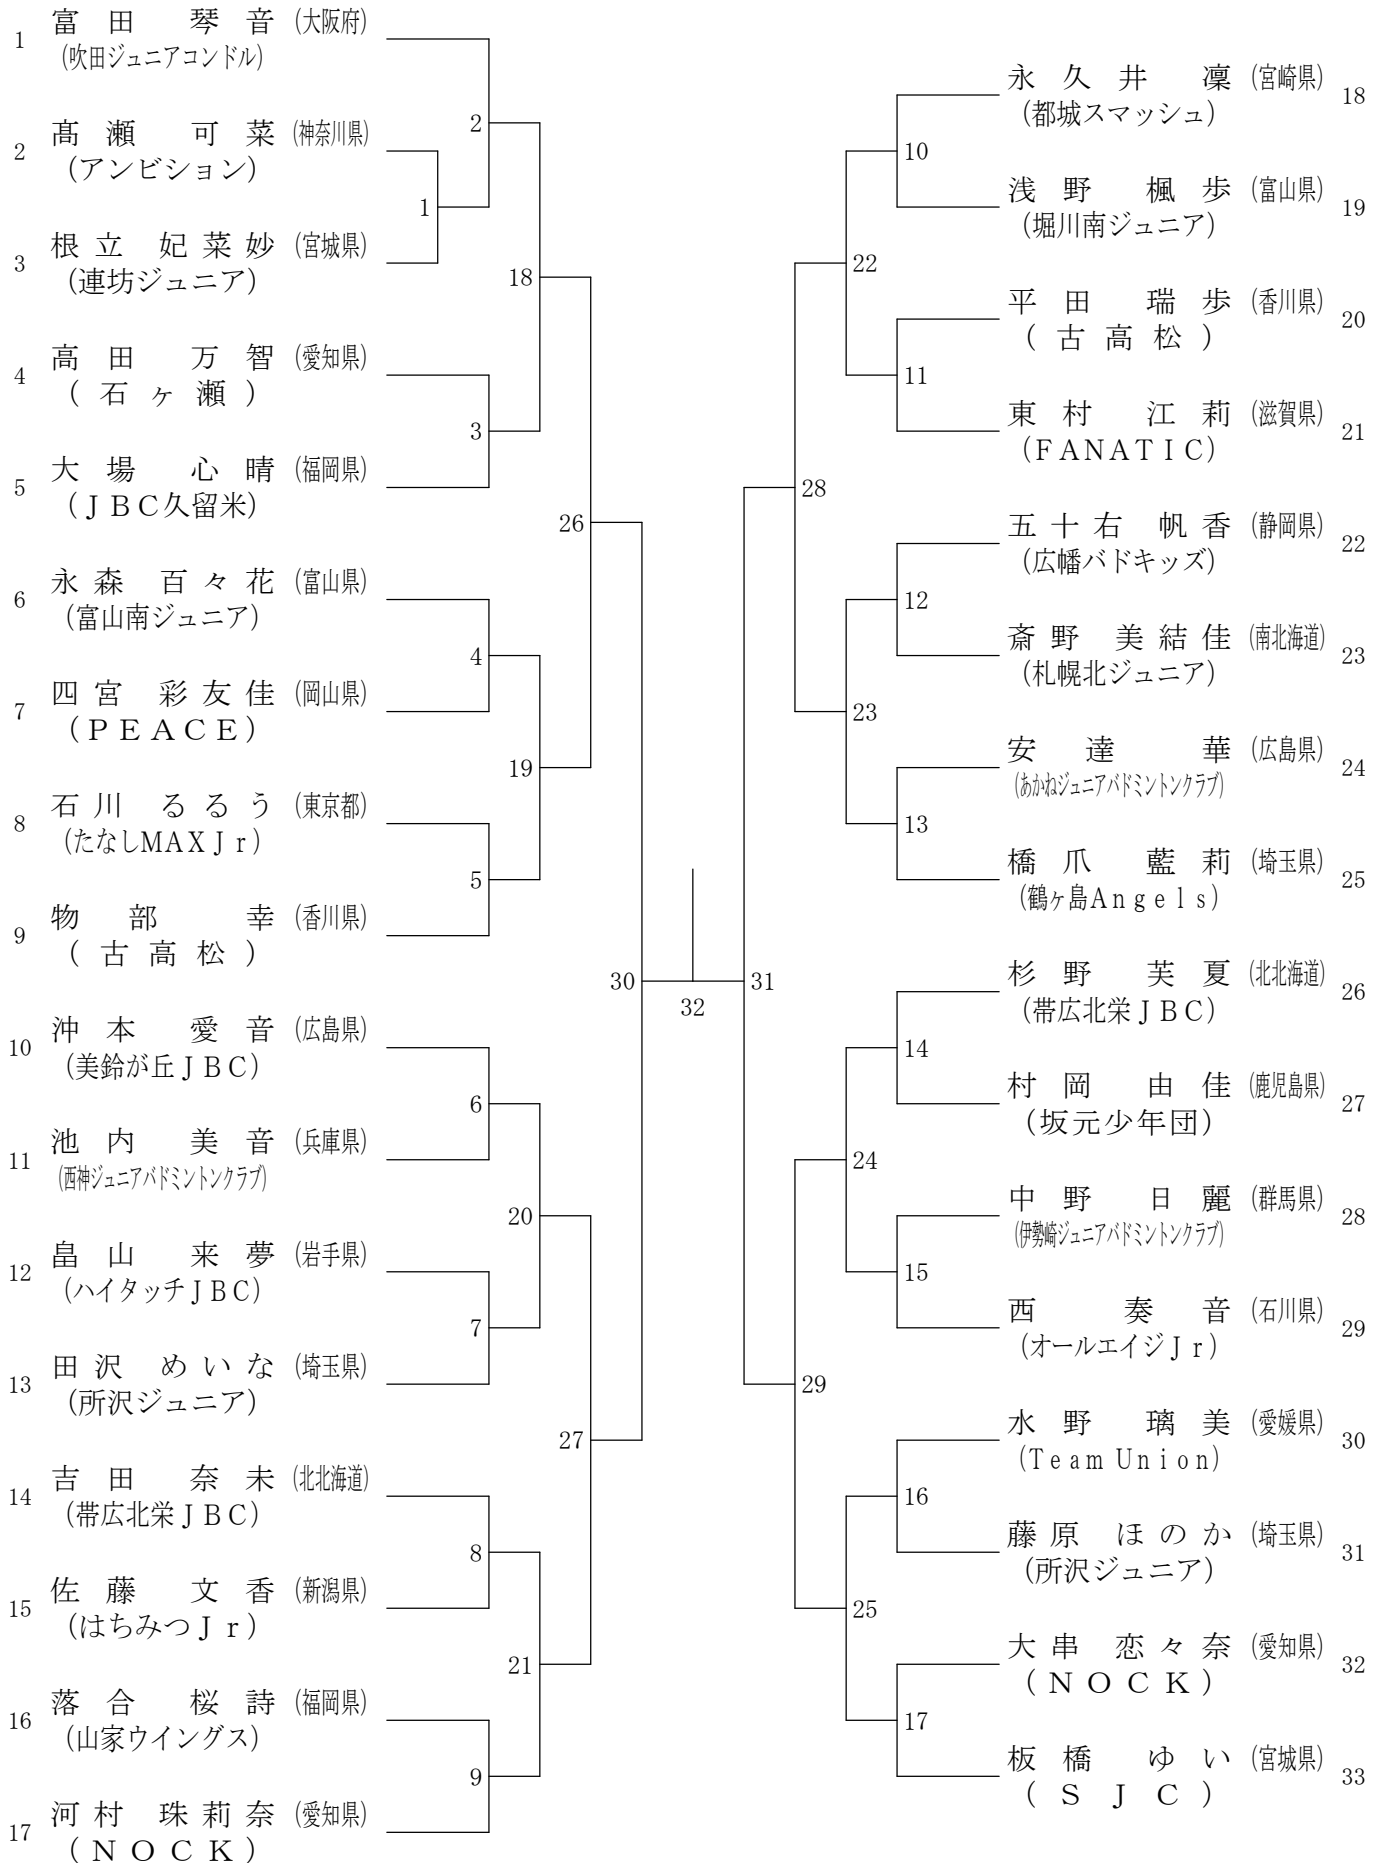 1 富田 琴音 (大阪府)
(吹田ジュニアコンドル)
2 髙瀬 可菜 (神奈川県)
(アンビション)
3 根立 妃菜妙 (宮城県)
(連坊ジュニア)
4 高田 万智 (愛知県)
(石ヶ瀬)
5 大場 心晴 (福岡県)
(ＪＢＣ久留米)
6 永森 百々花 (富山県)
(富山南ジュニア)
7 四宮 彩友佳 (岡山県)
(ＰＥＡＣＥ)
8 石川 るるう (東京都)
(たなしMAXＪｒ)
9 物部 幸 (香川県)
(古高松)
10 沖本 愛音 (広島県)
(美鈴が丘ＪＢＣ)
11 池内 美音 (兵庫県)
(西神ジュニアバドミントンクラブ)
12 畠山 来夢 (岩手県)
(ハイタッチＪＢＣ)
13 田沢 めいな (埼玉県)
(所沢ジュニア)
14 吉田 奈未 (北北海道)
(帯広北栄ＪＢＣ)
15 佐藤 文香 (新潟県)
(はちみつＪｒ)
16 落合 桜詩 (福岡県)
(山家ウイングス)
17 河村 珠莉奈 (愛知県)
(ＮＯＣＫ)
1
2
3
4
5
6
7
8
9
18
19
20
21
26
27
30
32
31
28
29
22
23
24
25
10
11
12
13
14
15
16
17
永久井 凜 (宮崎県) 18
(都城スマッシュ)
浅野 楓歩 (富山県) 19
(堀川南ジュニア)
平田 瑞歩 (香川県) 20
(古高松)
東村 江莉 (滋賀県) 21
(ＦＡＮＡＴＩＣ)
五十右 帆香 (静岡県) 22
(広幡バドキッズ)
斎野 美結佳 (南北海道) 23
(札幌北ジュニア)
安達 華 (広島県) 24
(あかねジュニアバドミントンクラブ)
橋爪 藍莉 (埼玉県) 25
(鶴ヶ島Ａｎｇｅｌｓ)
杉野 芙夏 (北北海道) 26
(帯広北栄ＪＢＣ)
村岡 由佳 (鹿児島県) 27
(坂元少年団)
中野 日麗 (群馬県) 28
(伊勢崎ジュニアバドミントンクラブ)
西 奏音 (石川県) 29
(オールエイジＪｒ)
水野 璃美 (愛媛県) 30
(Ｔｅａｍ Ｕｎｉｏｎ)
藤原 ほのか (埼玉県) 31
(所沢ジュニア)
大串 恋々奈 (愛知県) 32
(ＮＯＣＫ)
板橋 ゆい (宮城県) 33
(ＳＪＣ)